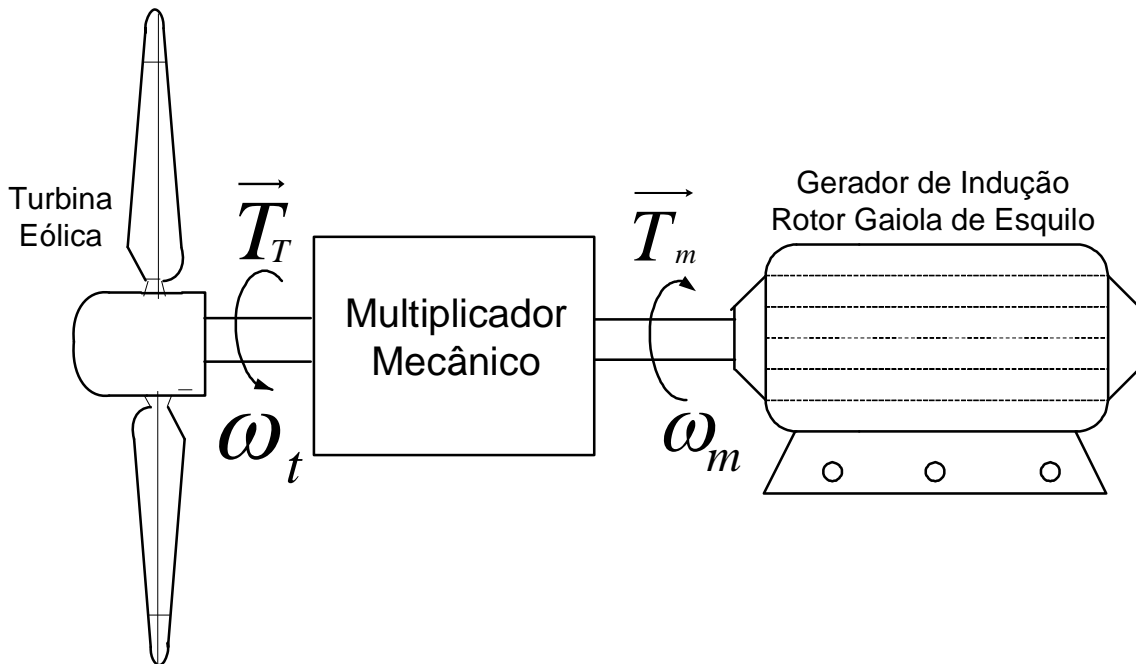 Turbina
Eólica
T_T
ω_t
Multiplicador
Mecânico
T_m
ω_m
Gerador de Indução
Rotor Gaiola de Esquilo